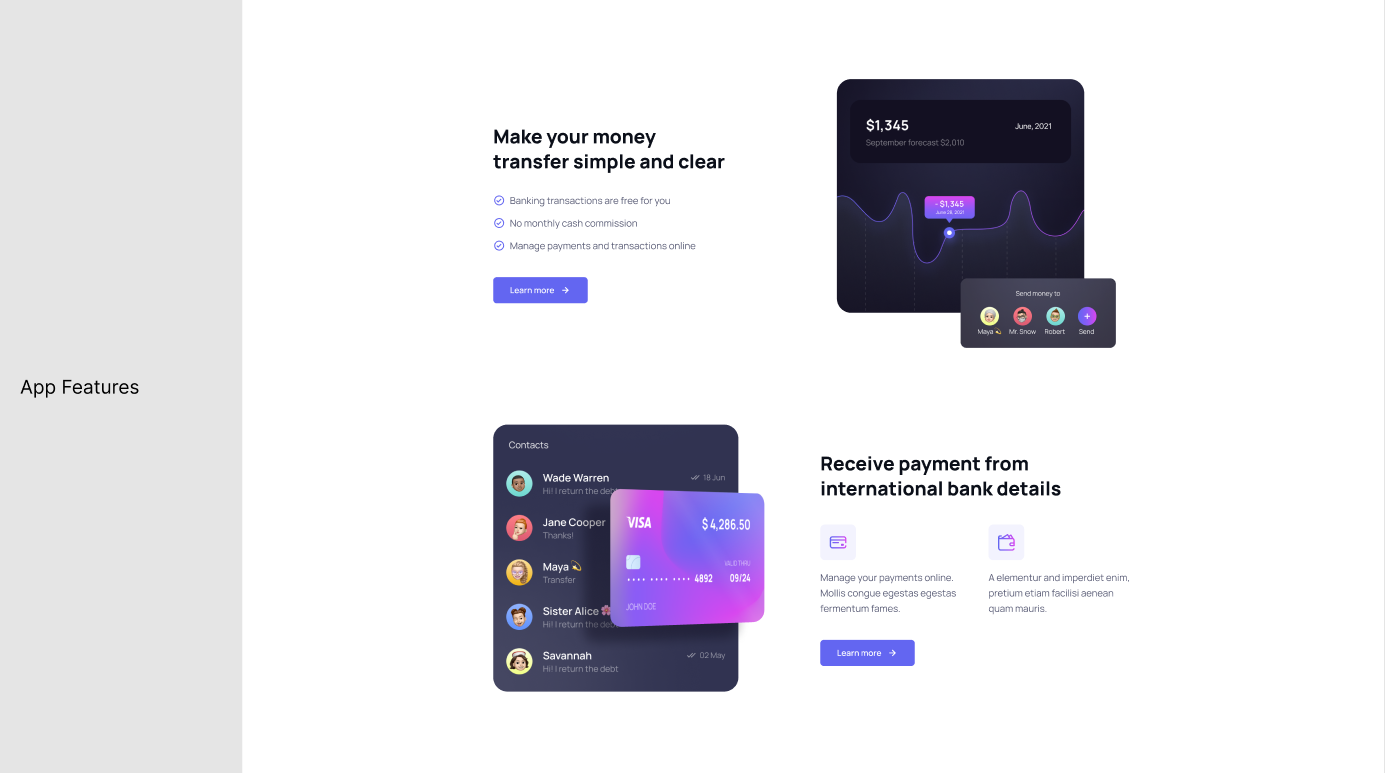 App Features
Make your money
transfer simple and clear
Banking transactions are free for you
No monthly cash commission
Manage payments and transactions online
Learn more
$1,345
June, 2021
September forecast $2,010
- $1,345
June 28, 2021
Send money to
Maya
Mr. Snow
Robert
Send
Contacts
Wade Warren
18 Jun
Hi! I return the debt
Jane Cooper
Thanks!
Maya
Transfer
Sister Alice
Hi! I return the debt
Savannah
02 May
Hi! I return the debt
VISA
$ 4,286.50
VALID THRU
4892
09/24
JOHN DOE
Receive payment from
international bank details
Manage your payments online.
Mollis congue egestas egestas
fermentum fames.
A elementur and imperdiet enim,
pretium etiam facilisi aenean
quam mauris.
Learn more